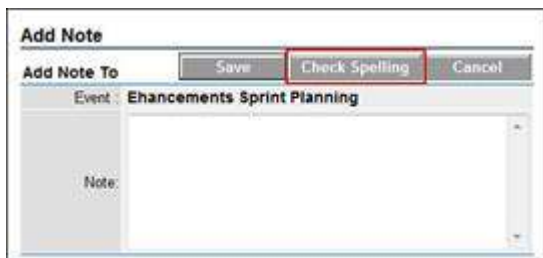 Add Note
Add Note To Save Check Spelling Cancel
Event : Ehancements Sprint Planning
Note: